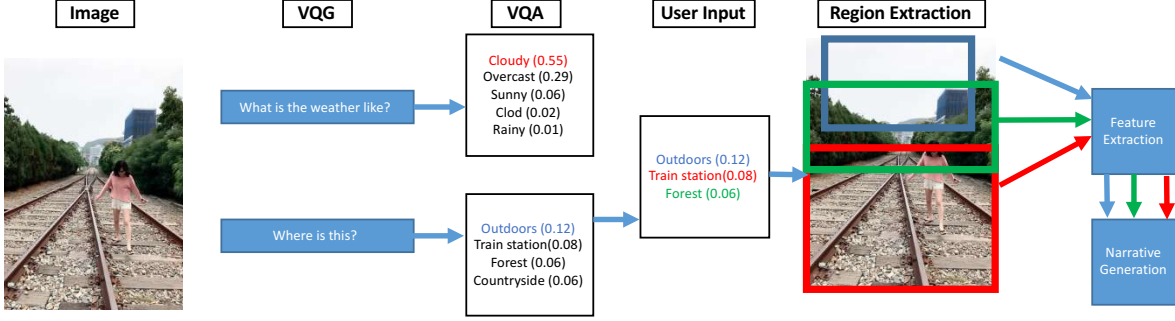 Image
VQG
VQA
User Input
Region Extraction
What is the weather like?
Cloudy (0.55)
Overcast (0.29)
Sunny (0.06)
Clod (0.02)
Rainy (0.01)
Where is this?
Outdoors (0.12)
Train station(0.08)
Forest (0.06)
Countryside (0.06)
Outdoors (0.12)
Train station(0.08)
Forest (0.06)
Feature
Extraction
Narrative
Generation